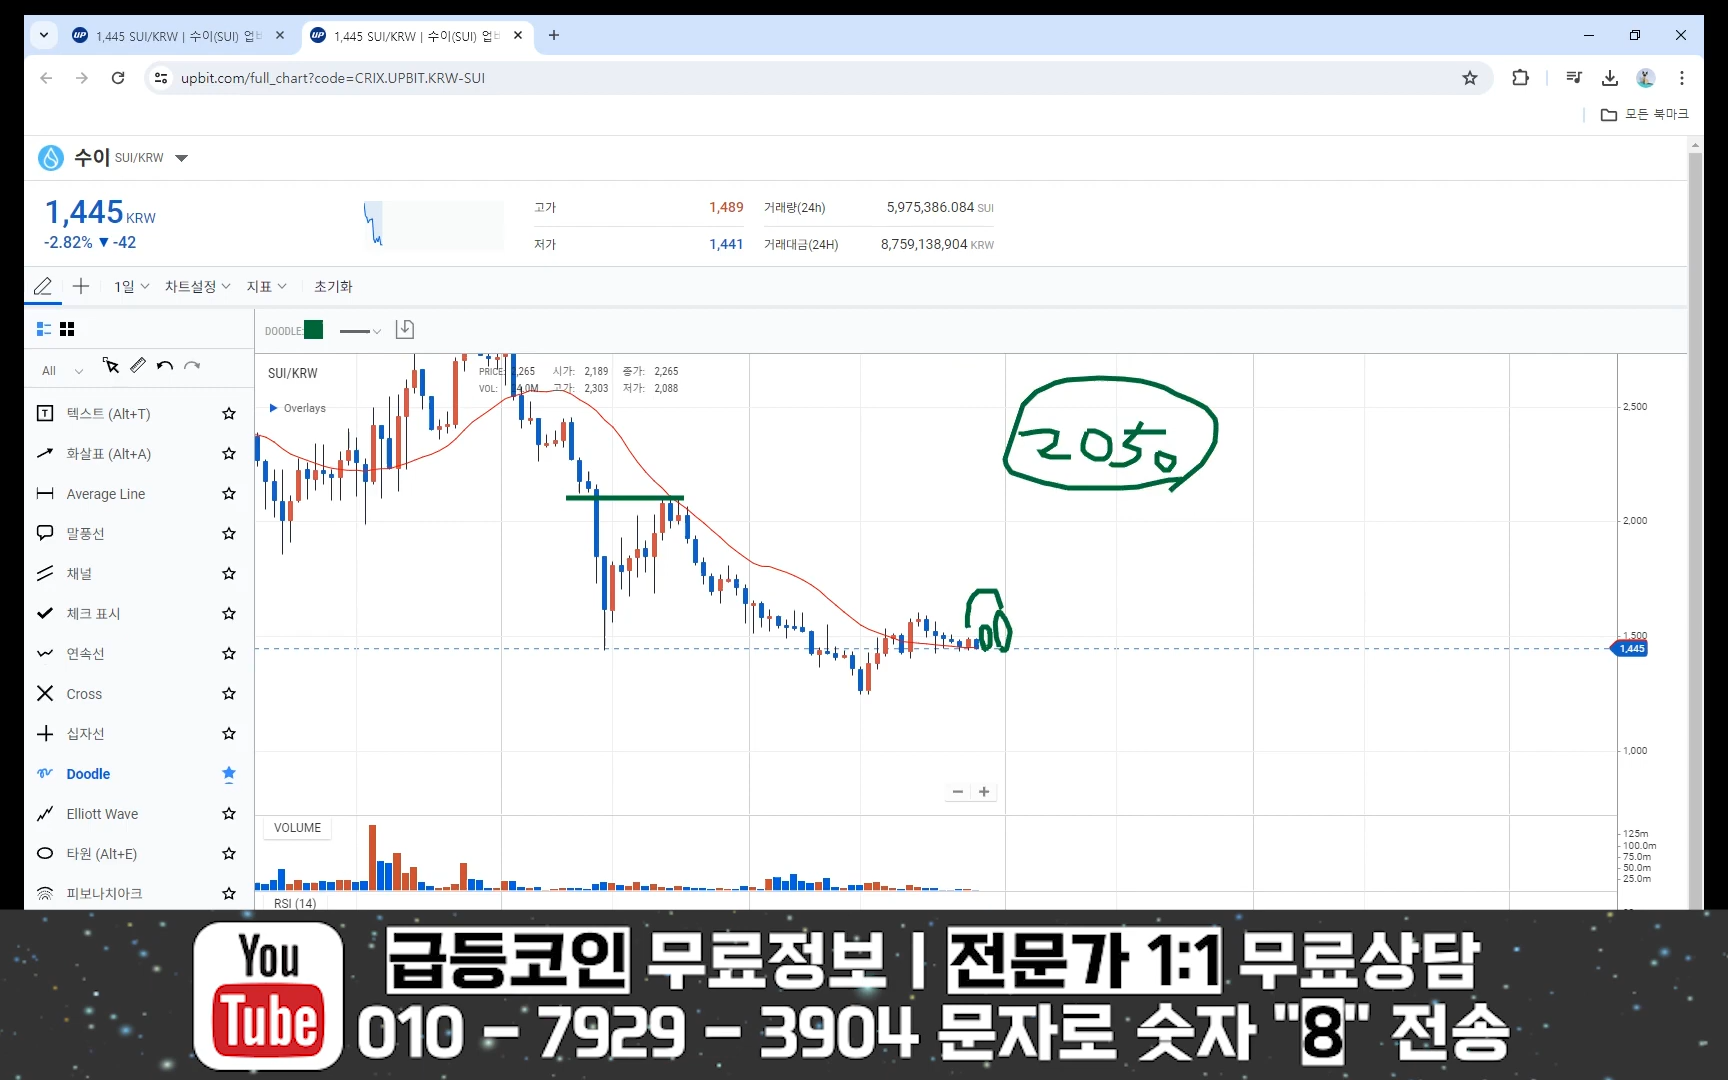 1,445 SUI/KRW | 수이(SUI) 업비
1,445 SUI/KRW | 수이(SUI) 업비
upbit.com/full_chart?code=CRIX.UPBIT.KRW-SUI
모든 북마크
수이 SUI/KRW
1,445 KRW
-2.82% ▼ -42
고가 1,489 거래량(24h) 5,975,386.084 SUI
저가 1,441 거래대금(24H) 8,759,138,904 KRW
1일 차트설정 지표 초기화
DOODLE:
All
텍스트 (Alt+T)
화살표 (Alt+A)
Average Line
말풍선
채널
체크 표시
연속선
Cross
십자선
Doodle
Elliott Wave
타원 (Alt+E)
피보나치아크
SUI/KRW
PRICE: 2,265 시가: 2,189 종가: 2,265
VOL: 24.0M 고가: 2,303 저가: 2,088
Overlays
2050
2,500
2,000
1,500
1,445
1,000
VOLUME
125m
100.0m
75.0m
50.0m
25.0m
RSI (14)
You Tube
급등코인 무료정보 | 전문가 1:1 무료상담
010 - 7929 - 3904 문자로 숫자 "8" 전송